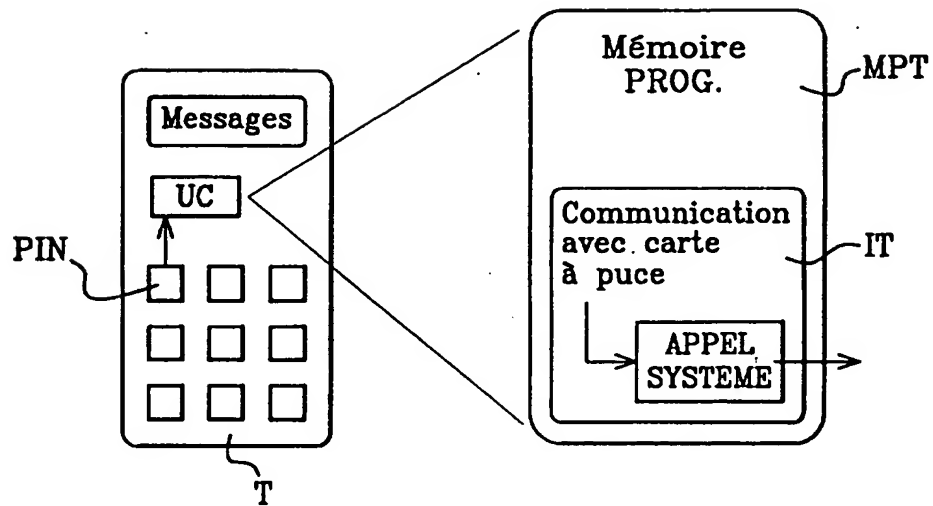 Messages
UC
PIN
T
Mémoire
PROG.
MPT
Communication
avec carte
à puce
IT
APPEL
SYSTEME